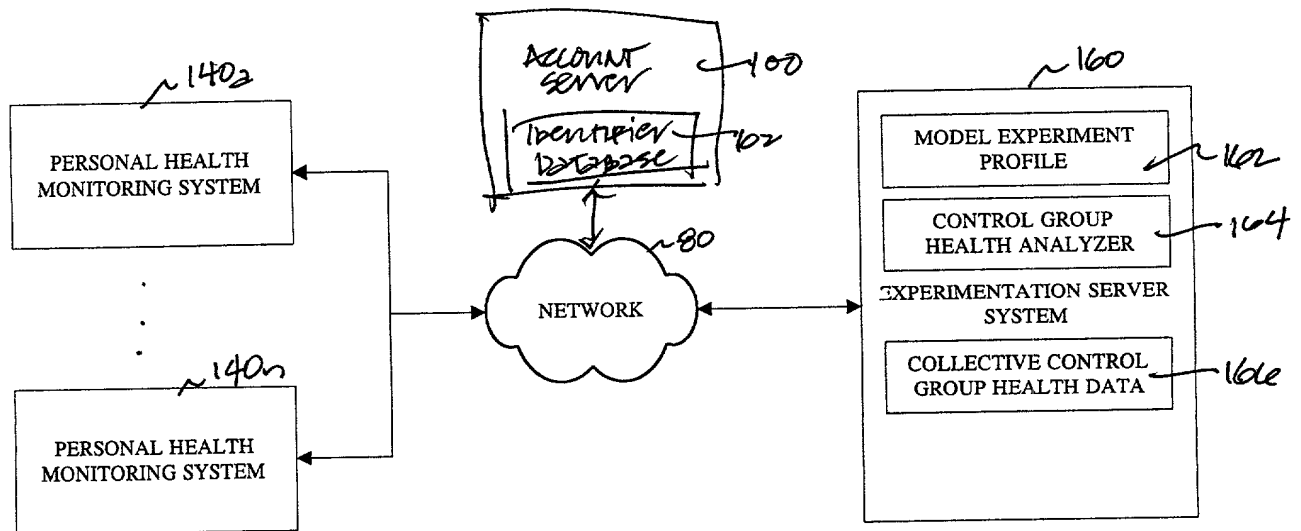 140a
PERSONAL HEALTH
MONITORING SYSTEM
140n
PERSONAL HEALTH
MONITORING SYSTEM
Account
Server
100
Identifier
Database
102
80
NETWORK
160
MODEL EXPERIMENT
PROFILE
162
CONTROL GROUP
HEALTH ANALYZER
164
EXPERIMENTATION SERVER
SYSTEM
COLLECTIVE CONTROL
GROUP HEALTH DATA
166